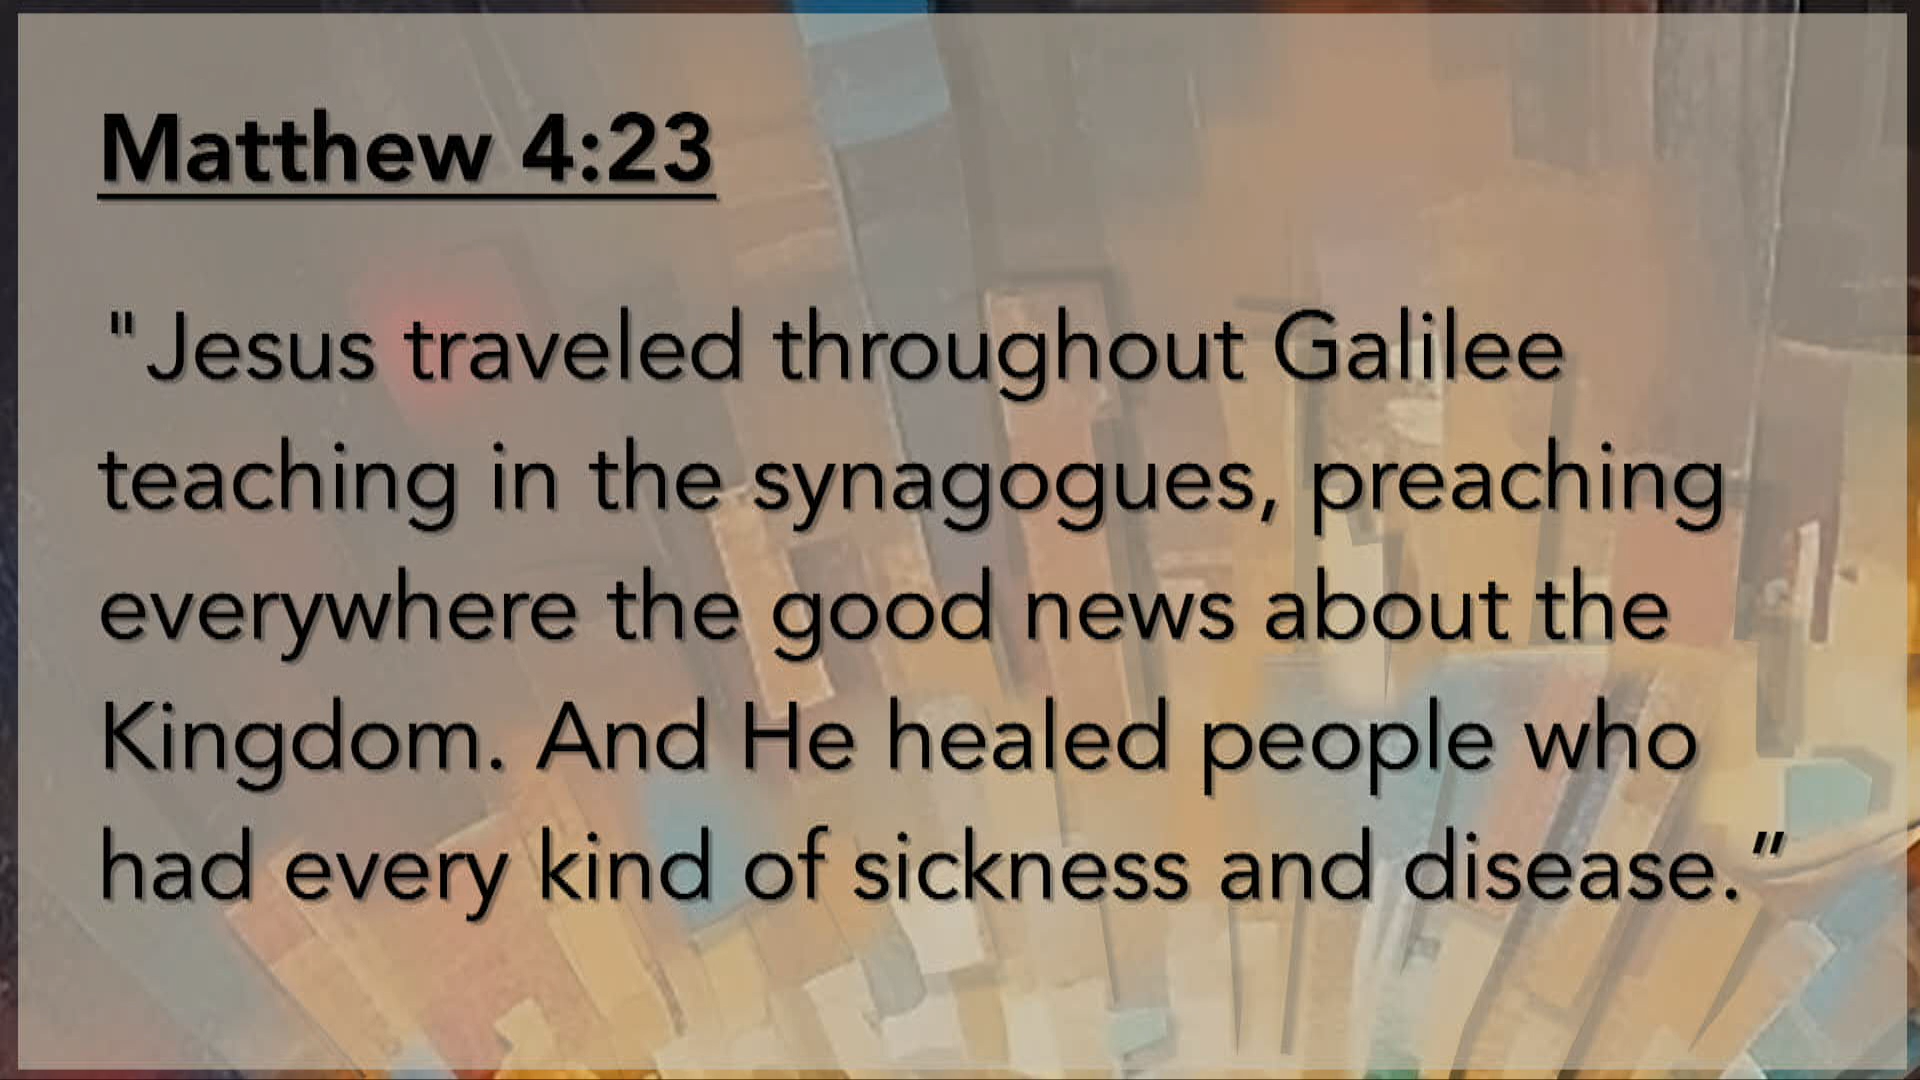 Matthew 4:23
"Jesus traveled throughout Galilee
teaching in the synagogues, preaching
everywhere the good news about the
Kingdom. And He healed people who
had every kind of sickness and disease.”